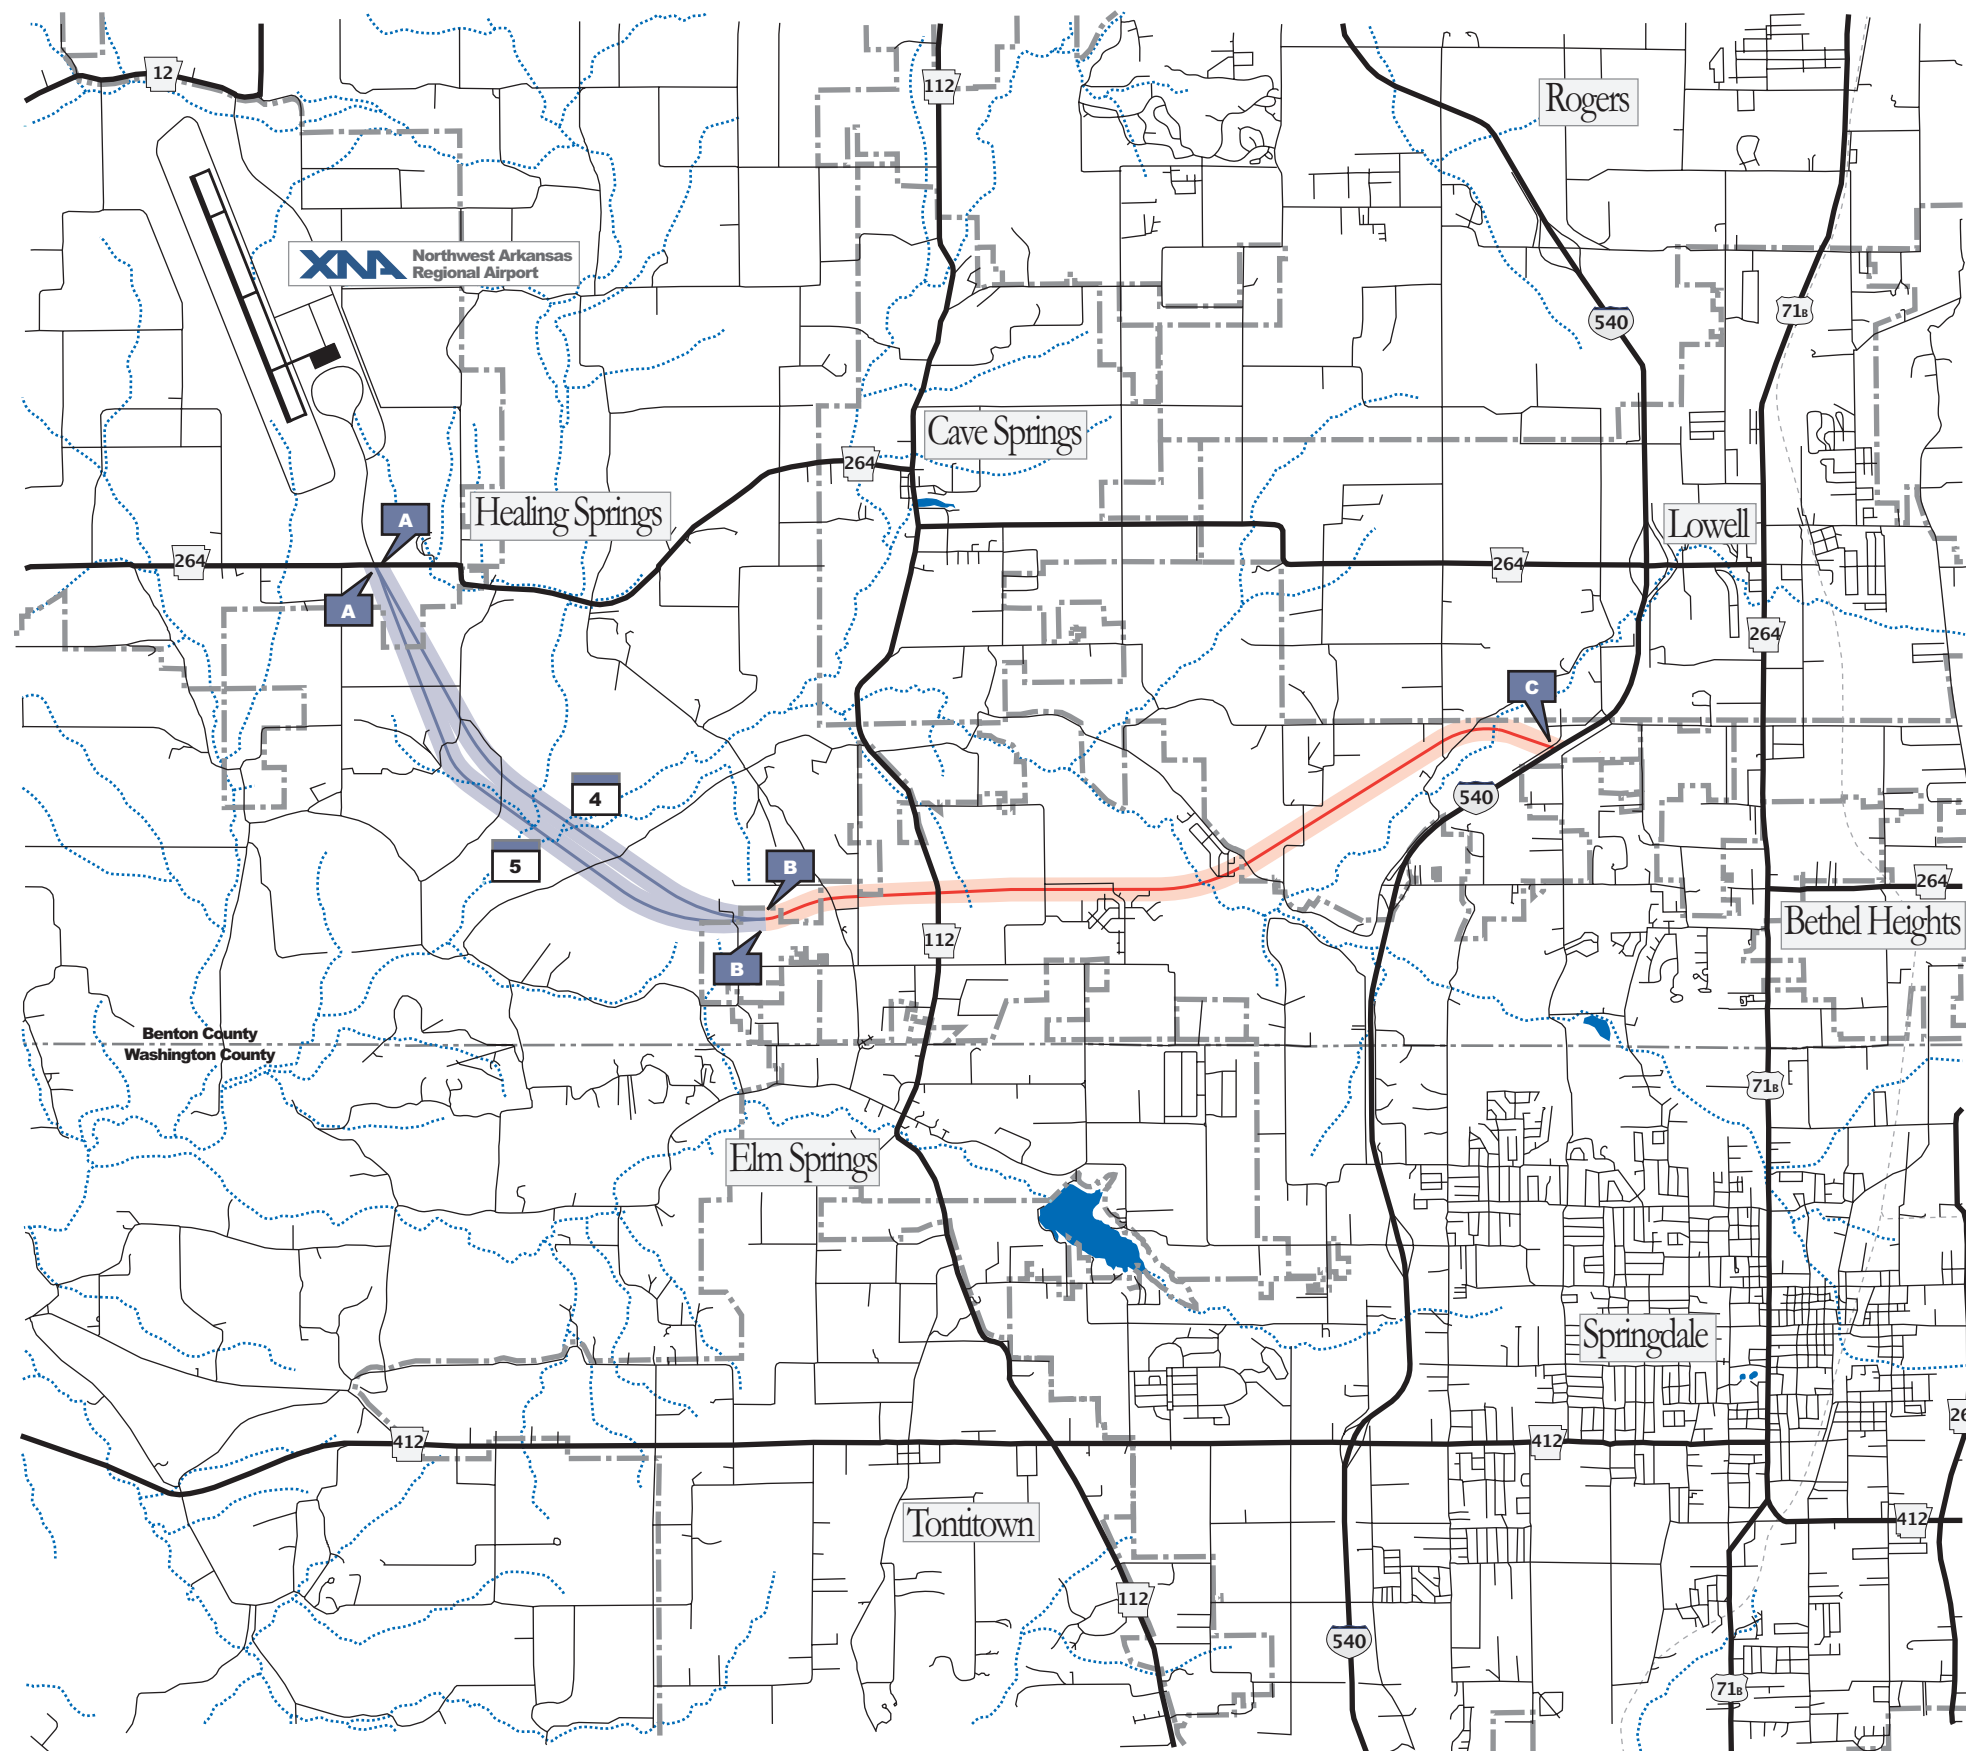 12
112
Rogers
XNA Northwest Arkansas
Regional Airport
540
71B
Cave Springs
264
Healing Springs
A
Lowell
264
264
A
264
C
4
540
5
B
264
Bethel Heights
112
B
Benton County
Washington County
71B
Elm Springs
Springdale
26
412
412
Tontitown
412
112
540
71B